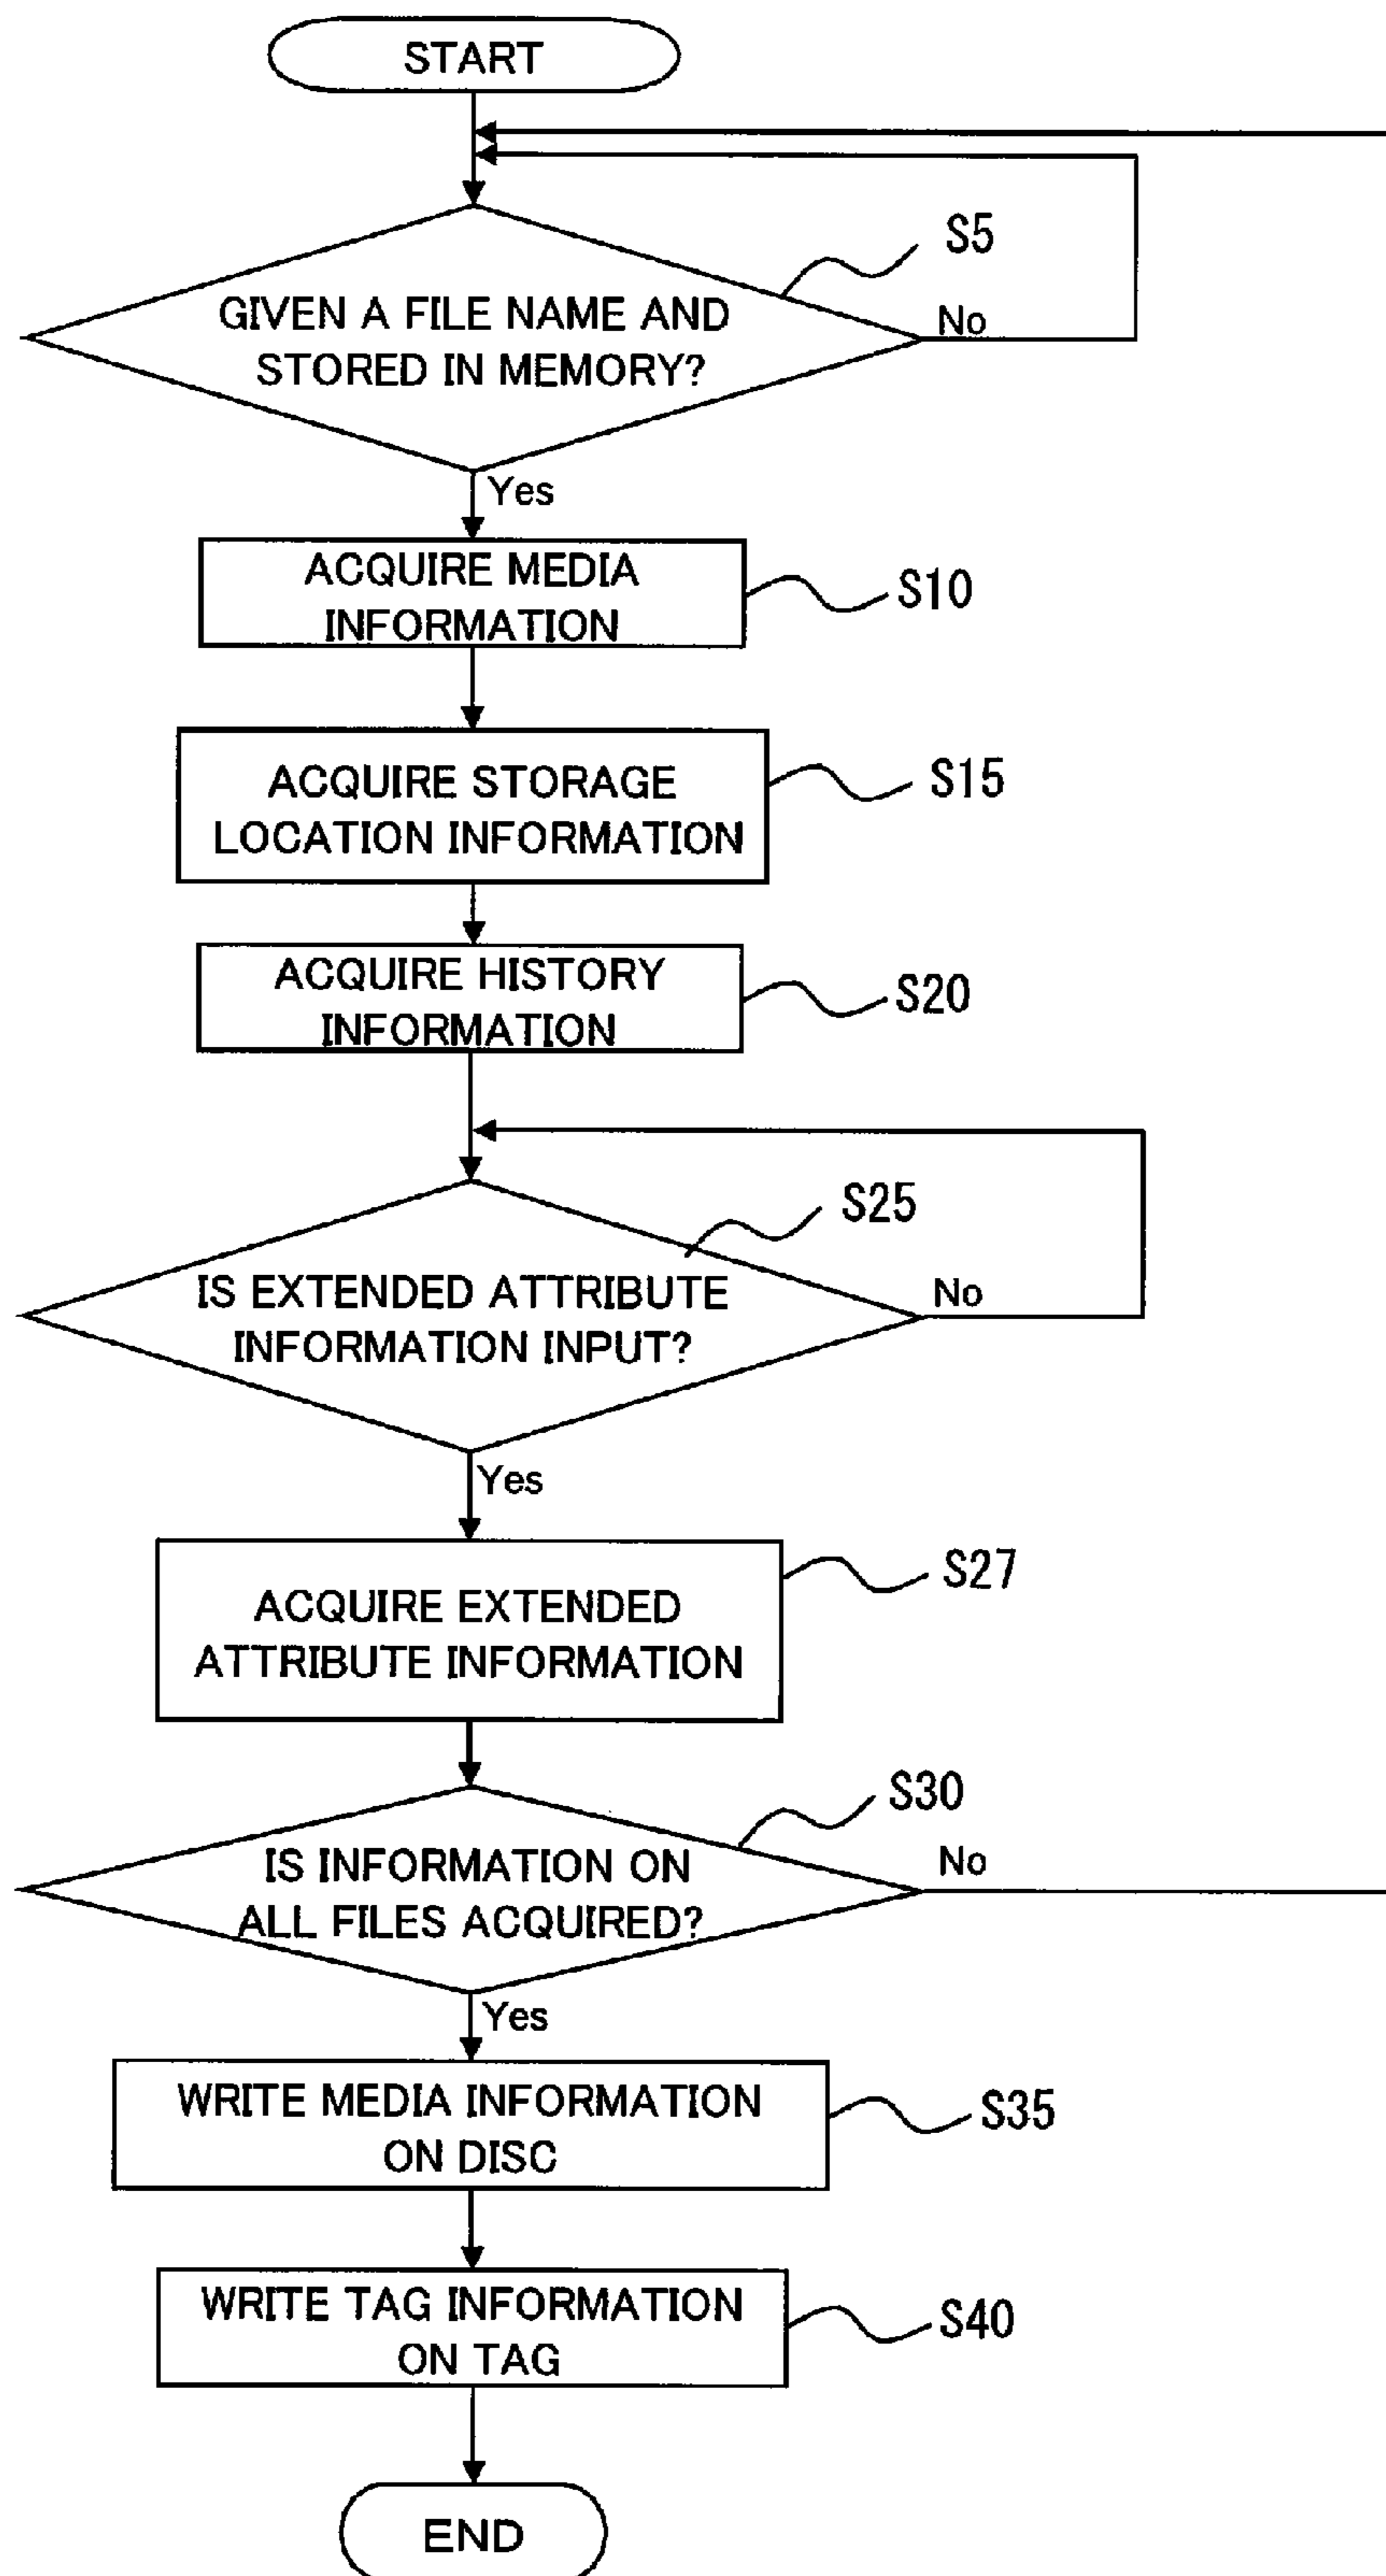 START
S5
GIVEN A FILE NAME AND
STORED IN MEMORY?
No
Yes
ACQUIRE MEDIA
INFORMATION
S10
ACQUIRE STORAGE
LOCATION INFORMATION
S15
ACQUIRE HISTORY
INFORMATION
S20
S25
IS EXTENDED ATTRIBUTE
INFORMATION INPUT?
No
Yes
S27
ACQUIRE EXTENDED
ATTRIBUTE INFORMATION
S30
IS INFORMATION ON
ALL FILES ACQUIRED?
No
Yes
WRITE MEDIA INFORMATION
ON DISC
S35
WRITE TAG INFORMATION
ON TAG
S40
END